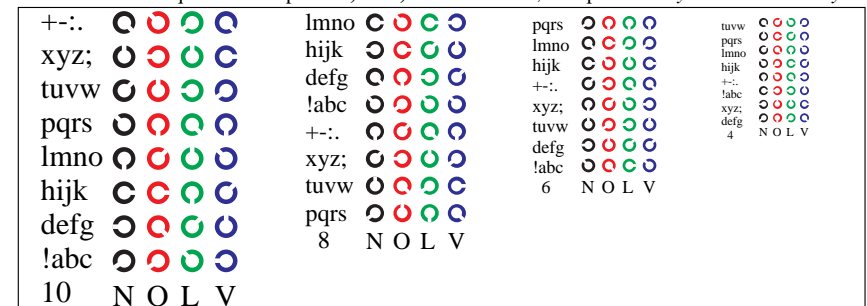 +-:.
xyz;
tuvw
pqrs
lmno
hijk
defg
!abc
10 N O L V
lmno
hijk
defg
!abc
+-:.
xyz;
tuvw
pqrs
8 N O L V
pqrs
lmno
hijk
+-:.
xyz;
tuvw
defg
!abc
6 N O L V
tuvw
pqrs
lmno
hijk
+-:.
!abc
xyz;
defg
4 N O L V